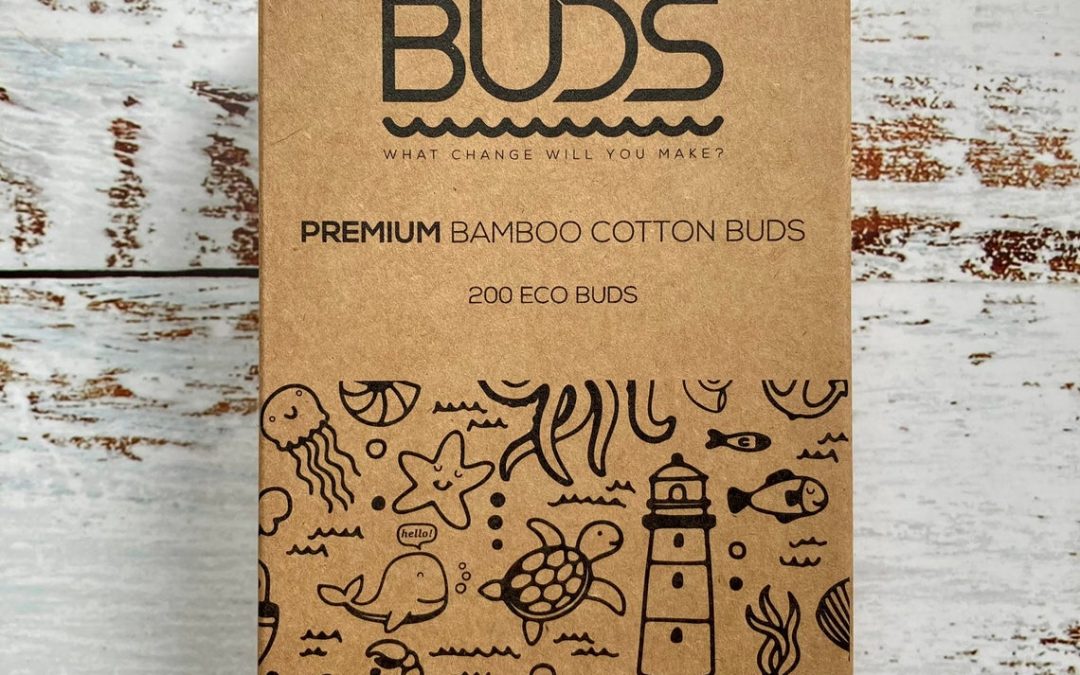 BUDS
WHAT CHANGE WILL YOU MAKE?
PREMIUM BAMBOO COTTON BUDS
200 ECO BUDS
hello!